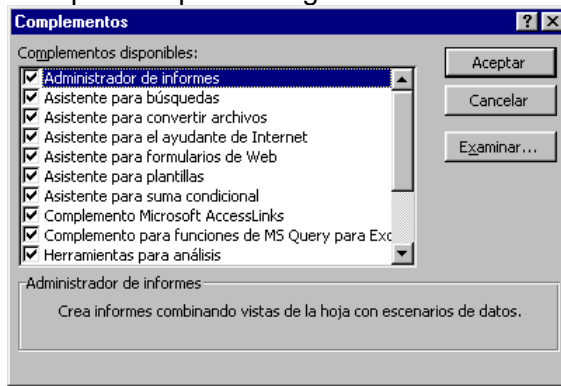 Complementos
Complementos disponibles:
Administrador de informes
Asistente para búsquedas
Asistente para convertir archivos
Asistente para el ayudante de Internet
Asistente para formularios de Web
Asistente para plantillas
Asistente para suma condicional
Complemento Microsoft AccessLinks
Complemento para funciones de MS Query para Exc
Herramientas para análisis
Aceptar
Cancelar
Examinar...
Administrador de informes
Crea informes combinando vistas de la hoja con escenarios de datos.